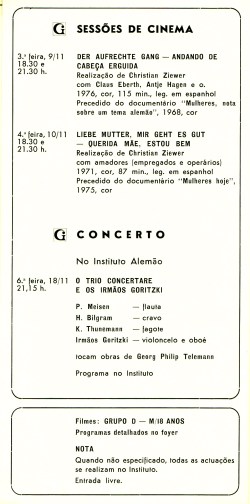 G SESSÕES DE CINEMA
3.ª feira, 9/11
18.30 e
21.30 h.
DER AUFRECHTE GANG — ANDANDO DE
CABEÇA ERGUIDA
Realização de Christian Ziewer
com Claus Eberth, Antje Hagen e o.
1976, cor, 115 min., leg. em espanhol
Precedido do documentário "Mulheres, nota
sobre um tema alemão", 1968, cor
4.ª feira, 10/11
18.30 e
21.30 h.
LIEBE MUTTER, MIR GEHT ES GUT
— QUERIDA MÃE, ESTOU BEM
Realização de Christian Ziewer
com amadores (empregados e operários)
1971, cor, 87 min., leg. em espanhol
Precedido do documentário "Mulheres hoje",
1975, cor
G CONCERTO
No Instituto Alemão
6.ª feira, 18/11
21,15 h.
O TRIO CONCERTARE
E OS IRMÃOS GORITZKI
P. Meisen — flauta
H. Bilgram — cravo
K. Thunemann — fagote
Irmãos Goritzki — violoncelo e oboé
tocam obras de Georg Philip Telemann
Programa no Instituto
Filmes: GRUPO D — M/18 ANOS
Programas detalhados no foyer
NOTA
Quando não especificado, todas as actuações
se realizam no Instituto.
Entrada livre.